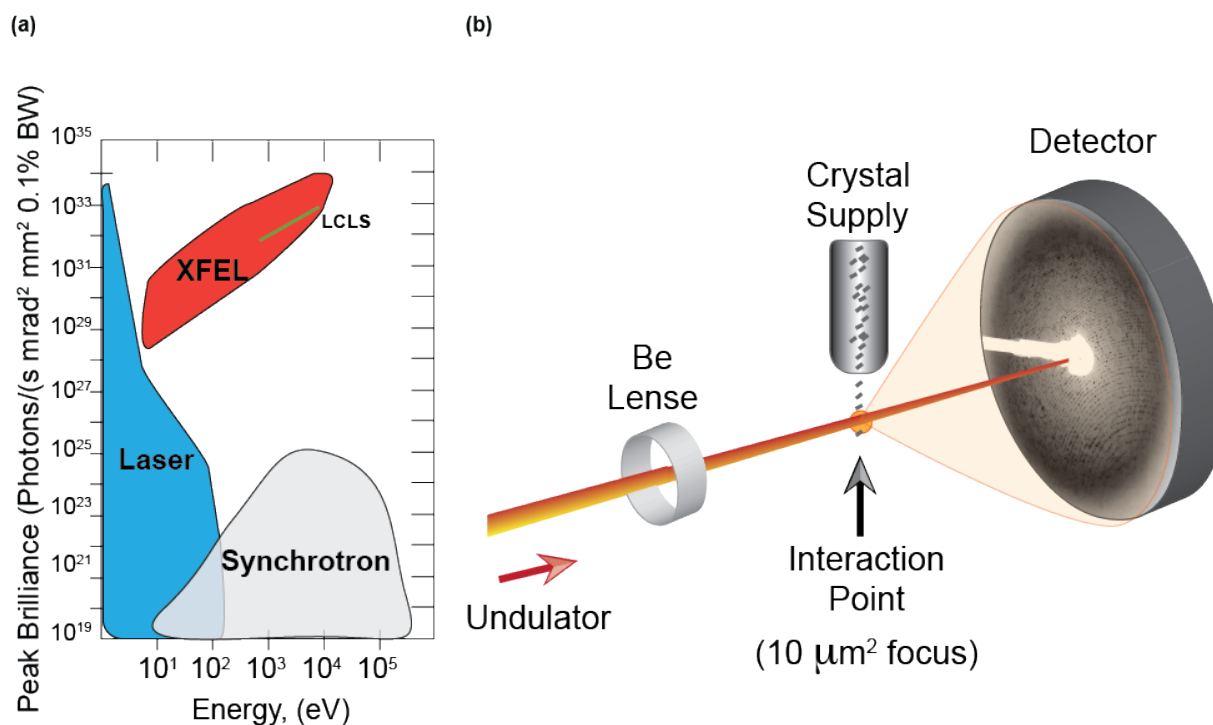 (a)
Peak Brilliance (Photons/(s mrad² mm² 0.1% BW)
10³⁵
10³³
10³¹
10²⁹
10²⁷
10²⁵
10²³
10²¹
10¹⁹
LCLS
XFEL
Laser
Synchrotron
10¹ 10² 10³ 10⁴ 10⁵
Energy, (eV)
(b)
Detector
Crystal
Supply
Be
Lense
Interaction
Point
(10 μm² focus)
Undulator